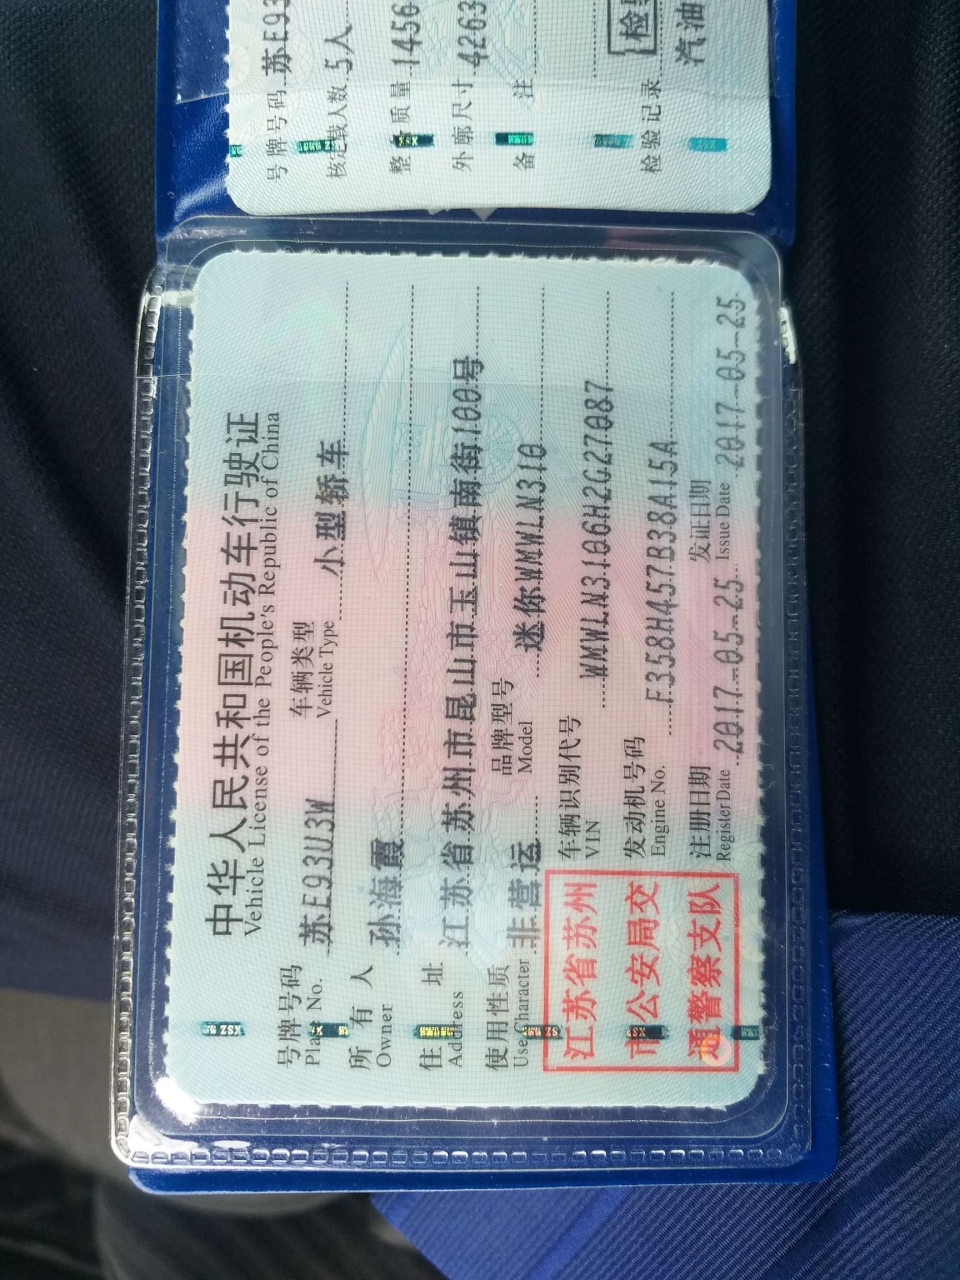 中华人民共和国机动车行驶证
Vehicle License of the People's Republic of China
号牌号码 苏E93U3W 车辆类型 小型轿车
Plate No. Vehicle Type
所有人 孙海霞
Owner
住址 江苏省苏州市昆山市玉山镇南街100号
Address
使用性质 非营运 品牌型号 迷你WMWLN310
Use Character Model
江苏省苏州
市公安局交
通警察支队
车辆识别代号 WMWLN3106H2G27087
VIN
发动机号码 F358H457B38A15A
Engine No.
注册日期 2017-05-25 发证日期 2017-05-25
Register Date Issue Date
号牌号码 苏E93
核定载人数 5人
整备质量 1456
外廓尺寸 4263
备注
检验记录
检验
汽油